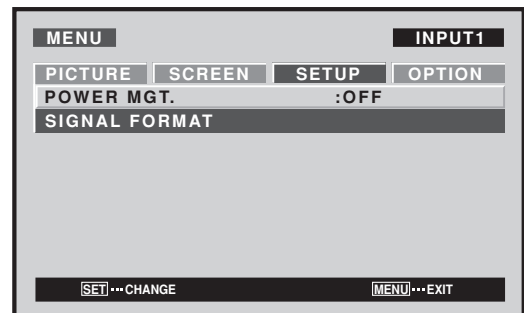 MENU INPUT1
PICTURE SCREEN SETUP OPTION
POWER MGT. :OFF
SIGNAL FORMAT
SET···CHANGE MENU···EXIT